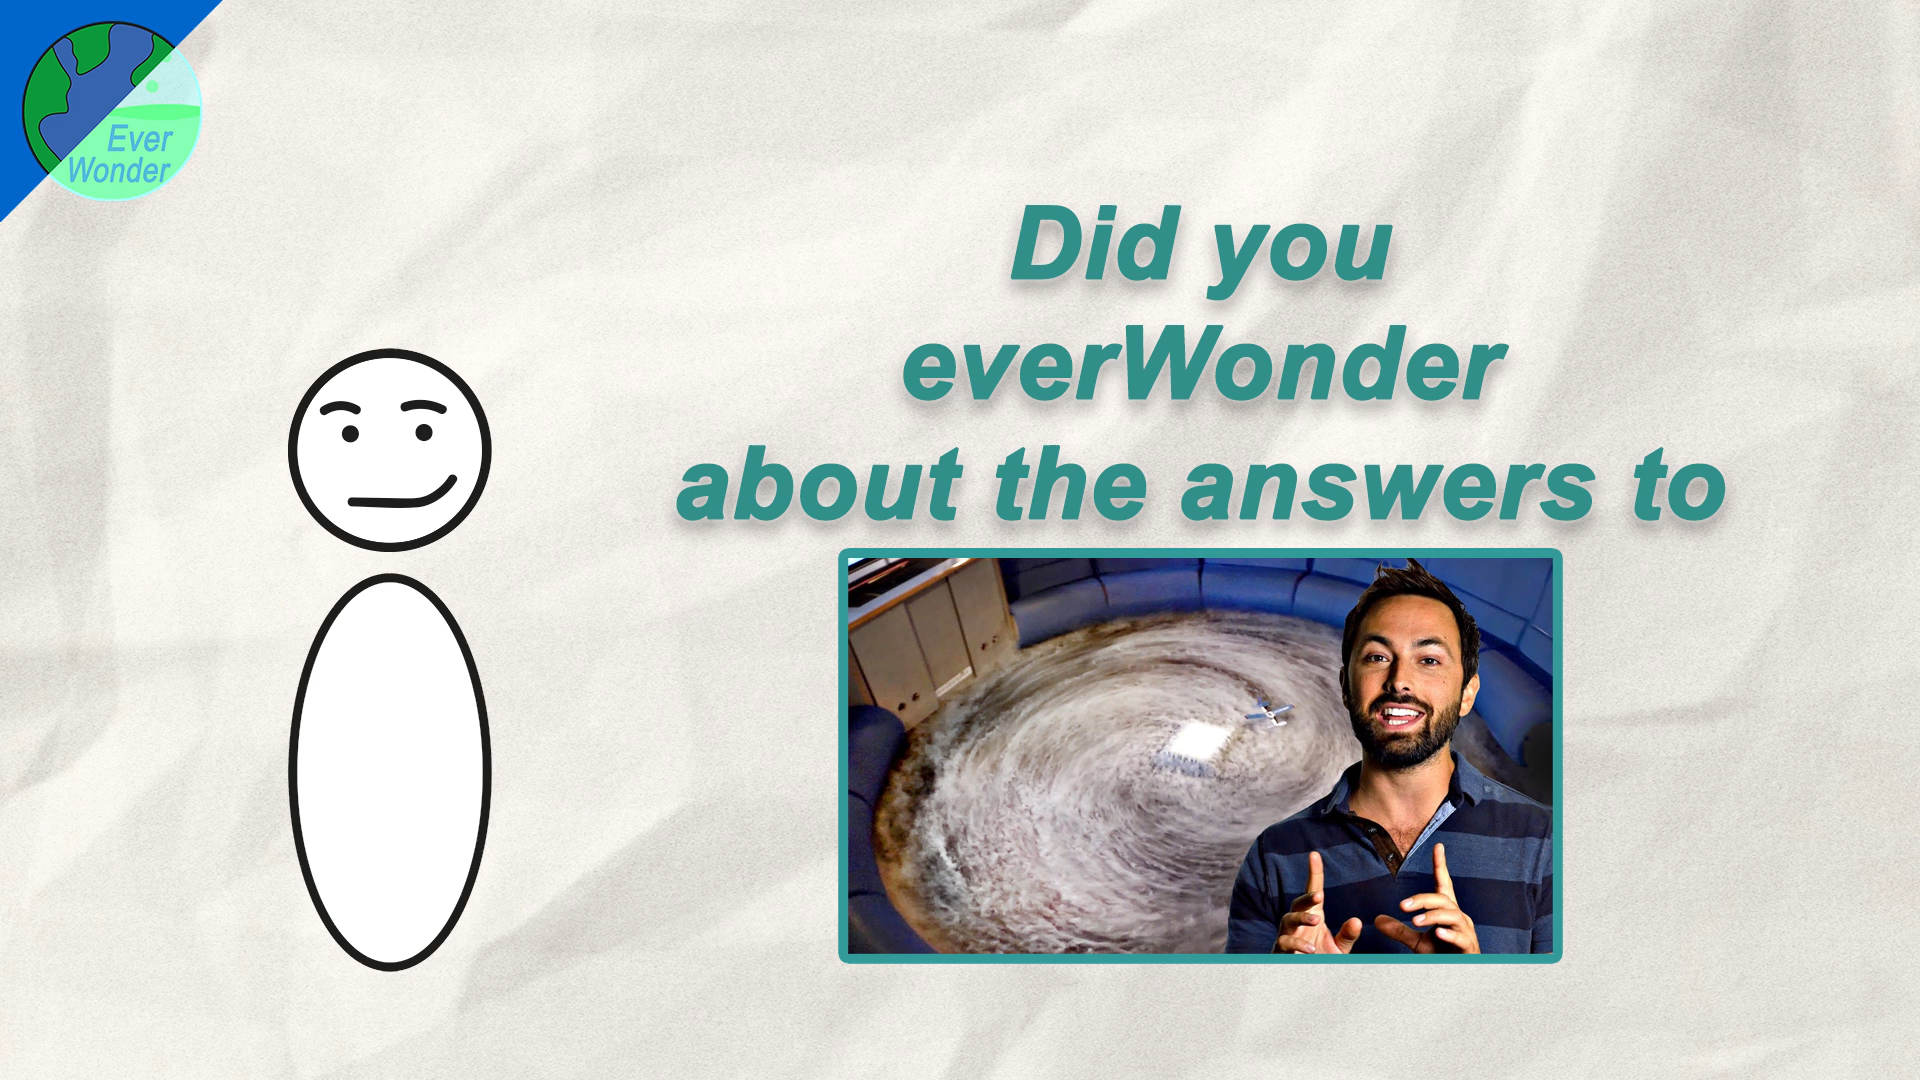 Ever
Wonder
Did you
everWonder
about the answers to